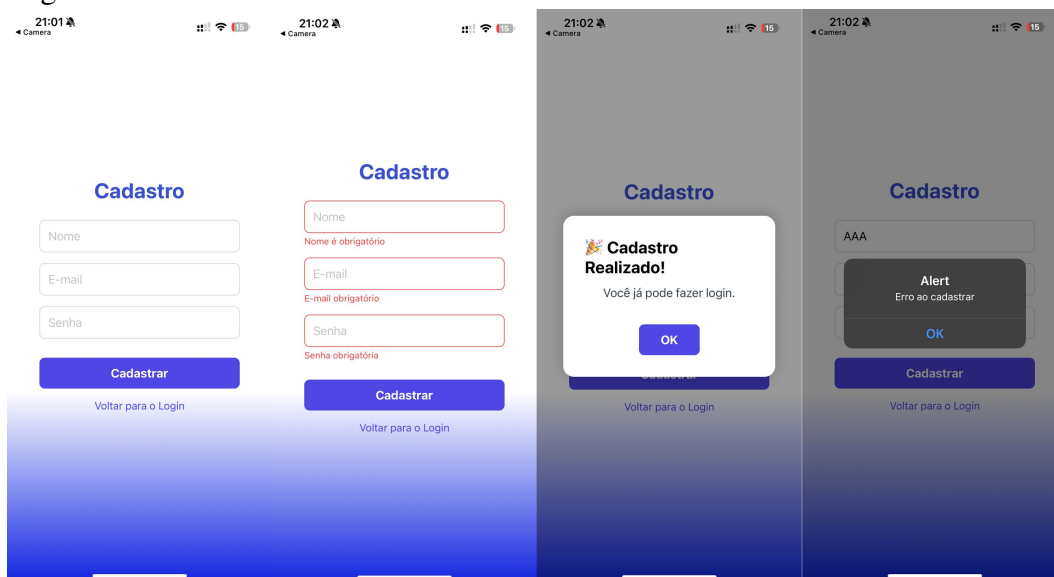 21:01
◄ Camera
15
Cadastro
Nome
E-mail
Senha
Cadastrar
Voltar para o Login
21:02
◄ Camera
15
Cadastro
Nome
Nome é obrigatório
E-mail
E-mail obrigatório
Senha
Senha obrigatória
Cadastrar
Voltar para o Login
21:02
◄ Camera
15
Cadastro
🎉 Cadastro
Realizado!
Você já pode fazer login.
OK
Voltar para o Login
21:02
◄ Camera
15
Cadastro
AAA
Alert
Erro ao cadastrar
OK
Cadastrar
Voltar para o Login